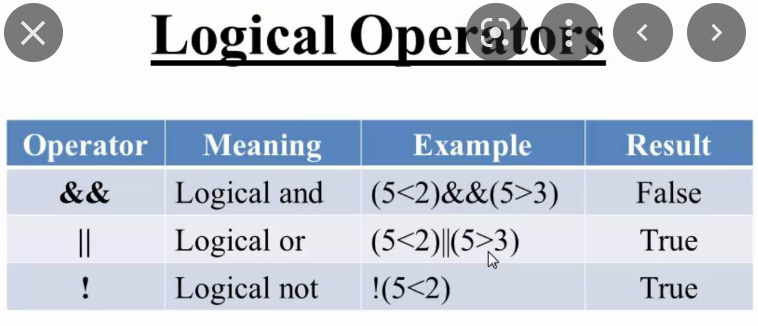 Logical Operators
Operator Meaning Example Result
&& Logical and (5<2)&&(5>3) False
|| Logical or (5<2)||(5>3) True
! Logical not !(5<2) True